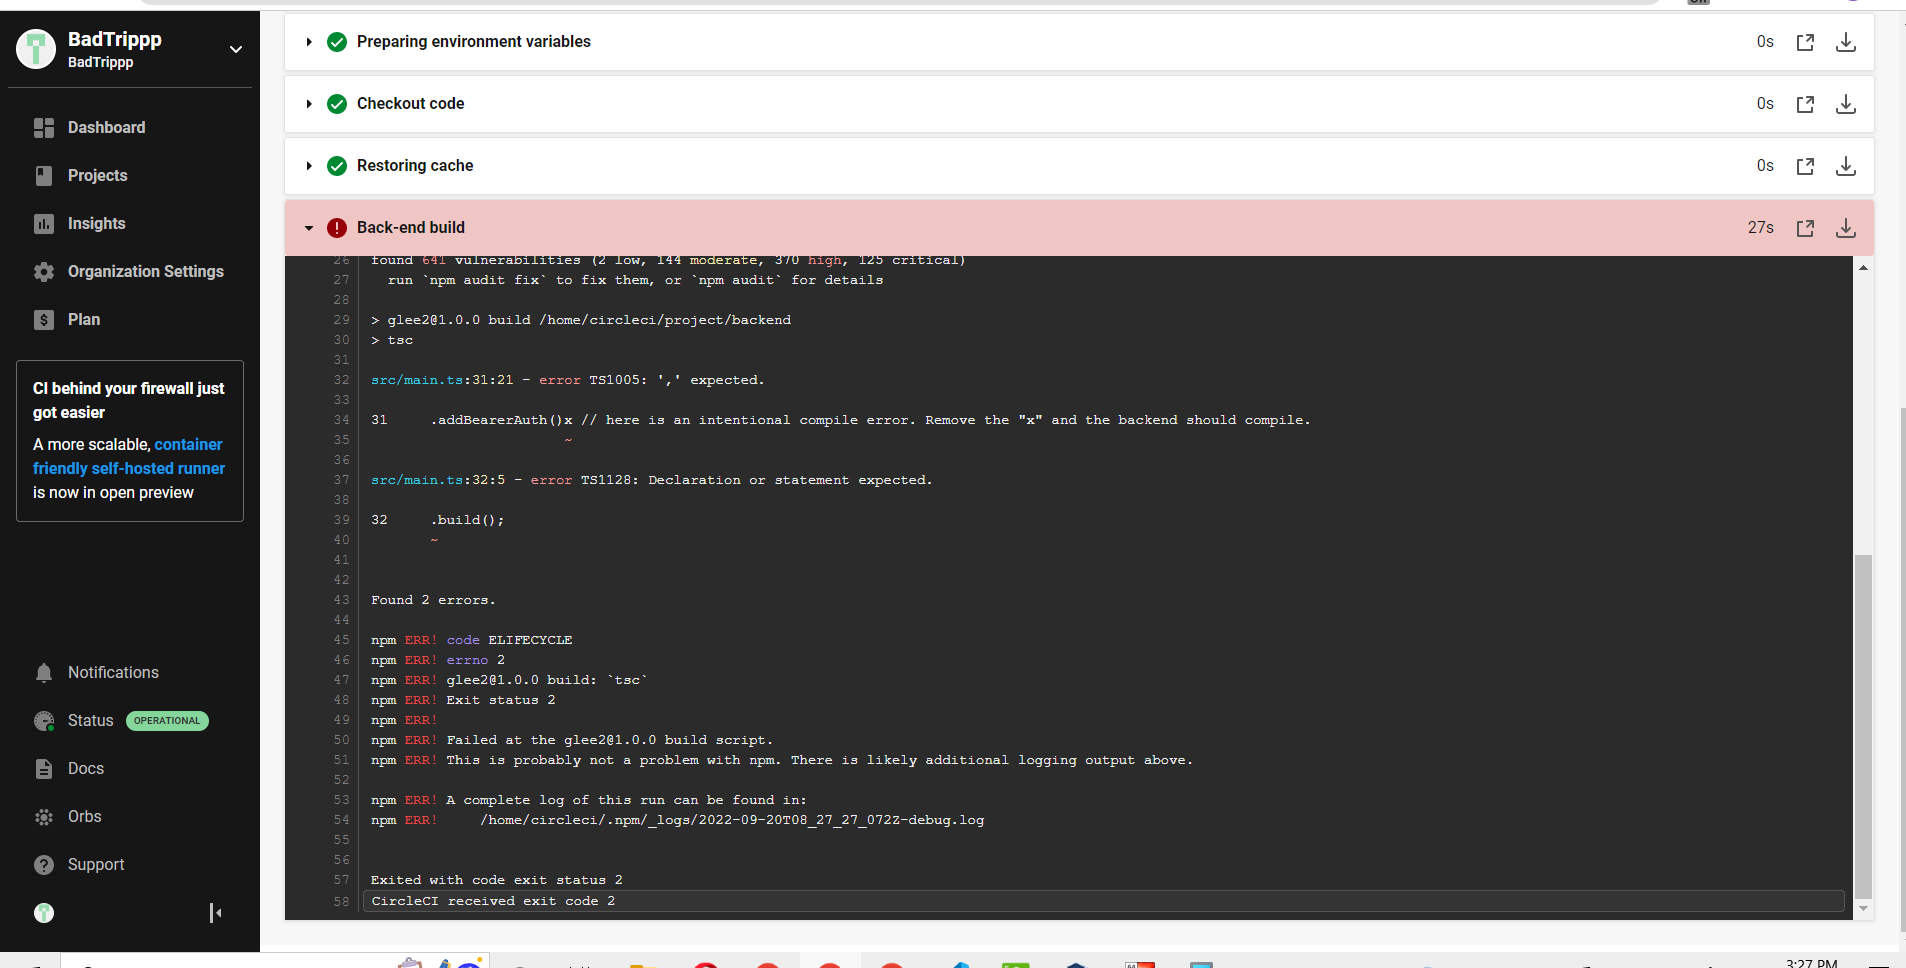 BadTrippp
BadTrippp
Dashboard
Projects
Insights
Organization Settings
Plan
CI behind your firewall just
got easier
A more scalable, container
friendly self-hosted runner
is now in open preview
Notifications
Status OPERATIONAL
Docs
Orbs
Support
Preparing environment variables 0s
Checkout code 0s
Restoring cache 0s
Back-end build 27s
26 found 641 vulnerabilities (2 low, 144 moderate, 370 high, 125 critical)
27 run `npm audit fix` to fix them, or `npm audit` for details
28
29 > glee2@1.0.0 build /home/circleci/project/backend
30 > tsc
31
32 src/main.ts:31:21 - error TS1005: ',' expected.
33
34 31 .addBearerAuth()x // here is an intentional compile error. Remove the "x" and the backend should compile.
35 ~
36
37 src/main.ts:32:5 - error TS1128: Declaration or statement expected.
38
39 32 .build();
40 ~
41
42
43 Found 2 errors.
44
45 npm ERR! code ELIFECYCLE
46 npm ERR! errno 2
47 npm ERR! glee2@1.0.0 build: `tsc`
48 npm ERR! Exit status 2
49 npm ERR!
50 npm ERR! Failed at the glee2@1.0.0 build script.
51 npm ERR! This is probably not a problem with npm. There is likely additional logging output above.
52
53 npm ERR! A complete log of this run can be found in:
54 npm ERR! /home/circleci/.npm/_logs/2022-09-20T08_27_27_072Z-debug.log
55
56
57 Exited with code exit status 2
58 CircleCI received exit code 2
3:27 PM